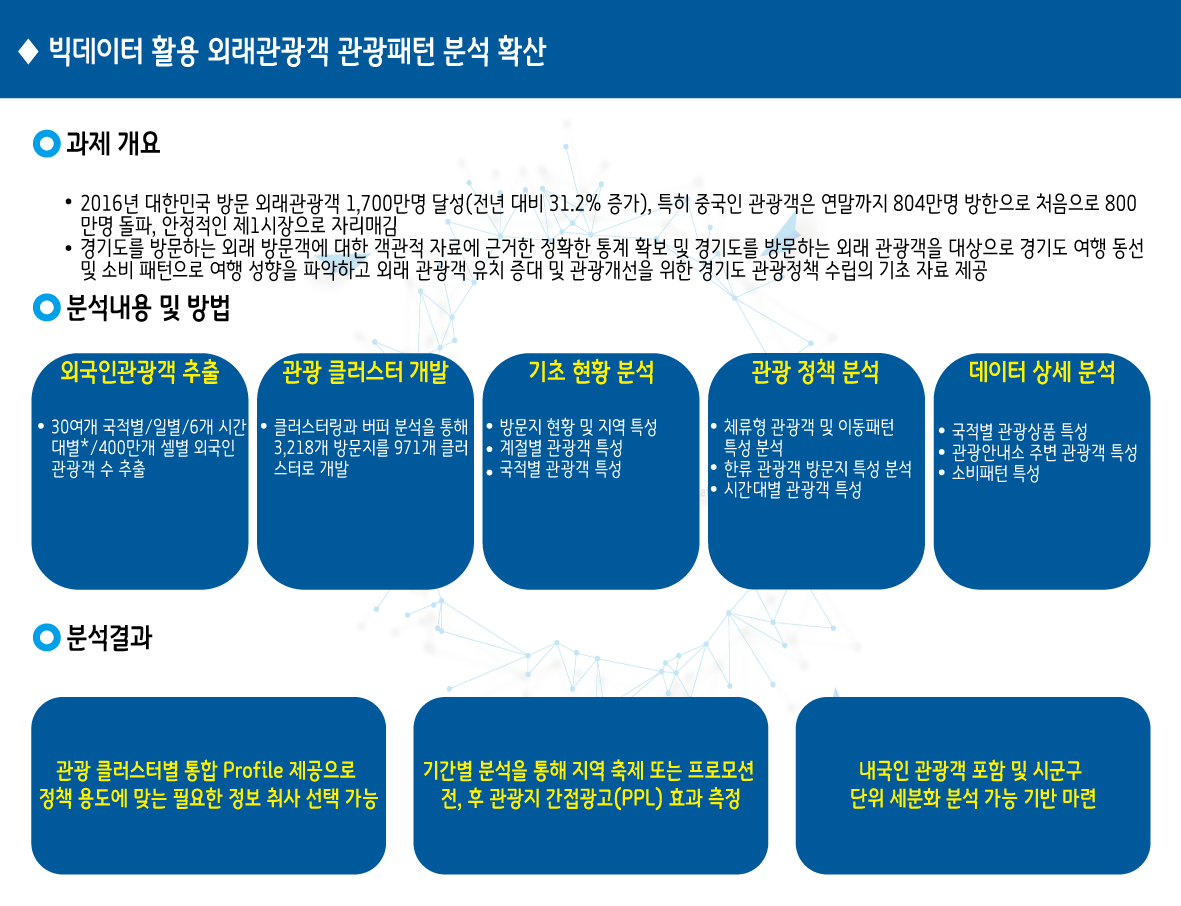 ◆ 빅데이터 활용 외래관광객 관광패턴 분석 확산
과제 개요
• 2016년 대한민국 방문 외래관광객 1,700만명 달성(전년 대비 31.2% 증가), 특히 중국인 관광객은 연말까지 804만명 방한으로 처음으로 800
만명 돌파, 안정적인 제1시장으로 자리매김
• 경기도를 방문하는 외래 방문객에 대한 객관적 자료에 근거한 정확한 통계 확보 및 경기도를 방문하는 외래 관광객을 대상으로 경기도 여행 동선
및 소비 패턴으로 여행 성향을 파악하고 외래 관광객 유치 증대 및 관광개선을 위한 경기도 관광정책 수립의 기초 자료 제공
분석내용 및 방법
외국인관광객 추출
• 30여개 국적별/일별/6개 시간
대별*/400만개 셀별 외국인
관광객 수 추출
관광 클러스터 개발
• 클러스터링과 버퍼 분석을 통해
3,218개 방문지를 971개 클러
스터로 개발
기초 현황 분석
• 방문지 현황 및 지역 특성
• 계절별 관광객 특성
• 국적별 관광객 특성
관광 정책 분석
• 체류형 관광객 및 이동패턴
특성 분석
• 한류 관광객 방문지 특성 분석
• 시간대별 관광객 특성
데이터 상세 분석
• 국적별 관광상품 특성
• 관광안내소 주변 관광객 특성
• 소비패턴 특성
분석결과
관광 클러스터별 통합 Profile 제공으로
정책 용도에 맞는 필요한 정보 취사 선택 가능
기간별 분석을 통해 지역 축제 또는 프로모션
전, 후 관광지 간접광고(PPL) 효과 측정
내국인 관광객 포함 및 시군구
단위 세분화 분석 가능 기반 마련